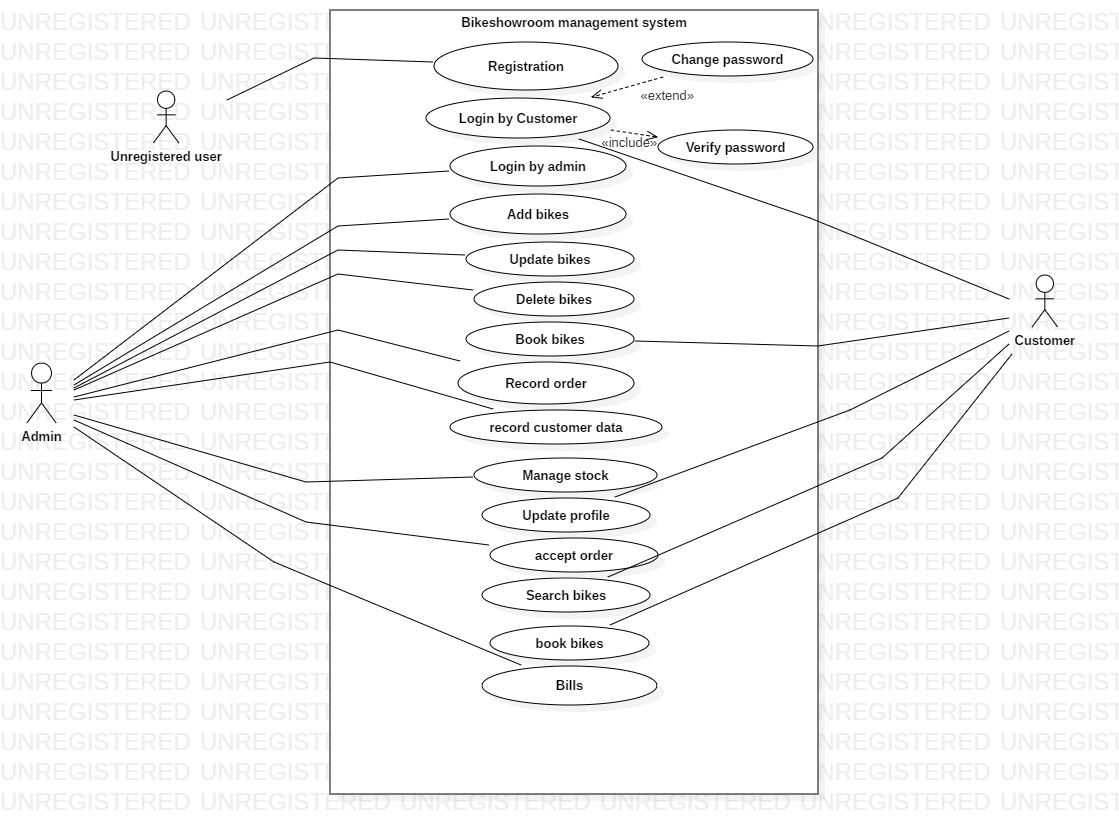 Bikeshowroom management system
Registration
Change password
«extend»
Login by Customer
«include»
Verify password
Unregistered user
Login by admin
Add bikes
Update bikes
Delete bikes
Book bikes
Customer
Record order
record customer data
Admin
Manage stock
Update profile
accept order
Search bikes
book bikes
Bills
UNREGISTERED UNREGISTERED UNREGISTERED UNREGISTERED UNREGISTERED